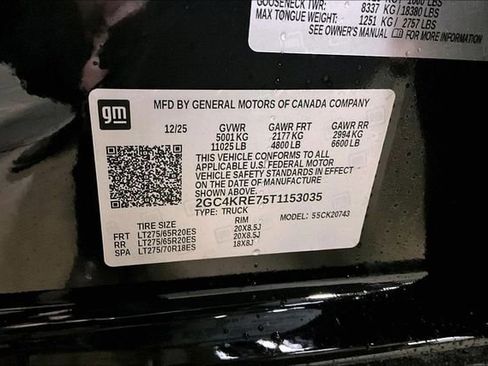 GOOSENECK TWR: 8337 KG / 18380 LBS
MAX TONGUE WEIGHT: 1251 KG / 2757 LBS
SEE OWNER'S MANUAL FOR MORE INFORMATION
gm
MFD BY GENERAL MOTORS OF CANADA COMPANY
12/25 GVWR GAWR FRT GAWR RR
5001 KG 2177 KG 2994 KG
11025 LB 4800 LB 6600 LB
THIS VEHICLE CONFORMS TO ALL
APPLICABLE U.S. FEDERAL MOTOR
VEHICLE SAFETY STANDARDS IN EFFECT
ON THE DATE OF MANUFACTURE
SHOWN ABOVE.
2GC4KRE75T1153035
TYPE: TRUCK MODEL: 55CK20743
TIRE SIZE RIM
FRT LT275/65R20ES 20X8.5J
RR LT275/65R20ES 20X8.5J
SPA LT275/70R18ES 18X8J